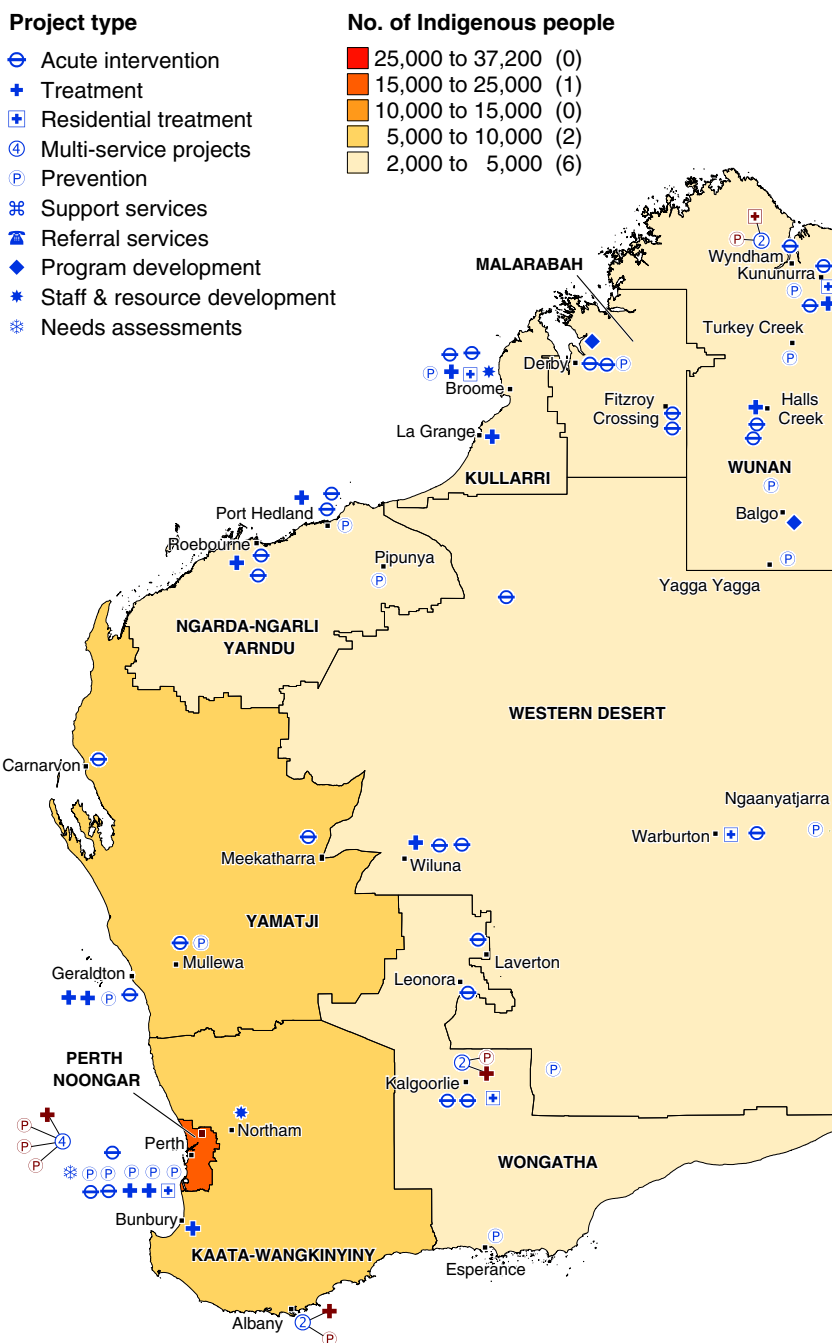 Project type
Acute intervention
Treatment
Residential treatment
4 Multi-service projects
P Prevention
Support services
Referral services
Program development
Staff & resource development
Needs assessments
No. of Indigenous people
25,000 to 37,200 (0)
15,000 to 25,000 (1)
10,000 to 15,000 (0)
5,000 to 10,000 (2)
2,000 to 5,000 (6)
P 2
Wyndham
Kununurra
MALARABAH
P
Turkey Creek
P
Derby
P
P
Broome
Fitzroy
Crossing
Halls
Creek
La Grange
KULLARRI
WUNAN
P
Port Hedland
P
Balgo
Roebourne
Pipunya
P
P
Yagga Yagga
NGARDA-NGARLI
YARNDU
WESTERN DESERT
Carnarvon
Ngaanyatjarra
Warburton
P
Meekatharra
Wiluna
YAMATJI
P
Mullewa
Laverton
Geraldton
Leonora
P
PERTH
NOONGAR
2 P
P
Kalgoorlie
P
4
P
P
Northam
Perth
P P P P P
WONGATHA
Bunbury
KAATA-WANGKINYINY
P
Esperance
Albany
2
P